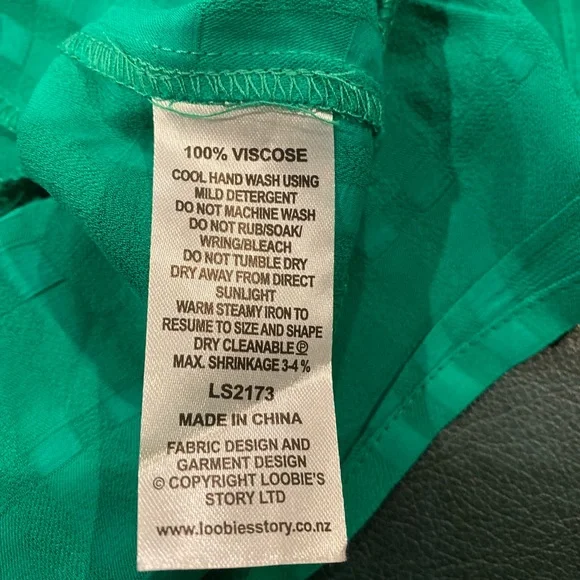 100% VISCOSE
COOL HAND WASH USING
MILD DETERGENT
DO NOT MACHINE WASH
DO NOT RUB/SOAK/
WRING/BLEACH
DO NOT TUMBLE DRY
DRY AWAY FROM DIRECT
SUNLIGHT
WARM STEAMY IRON TO
RESUME TO SIZE AND SHAPE
DRY CLEANABLE Ⓟ
MAX. SHRINKAGE 3-4 %
LS2173
MADE IN CHINA
FABRIC DESIGN AND
GARMENT DESIGN
© COPYRIGHT LOOBIE'S
STORY LTD
www.loobiesstory.co.nz